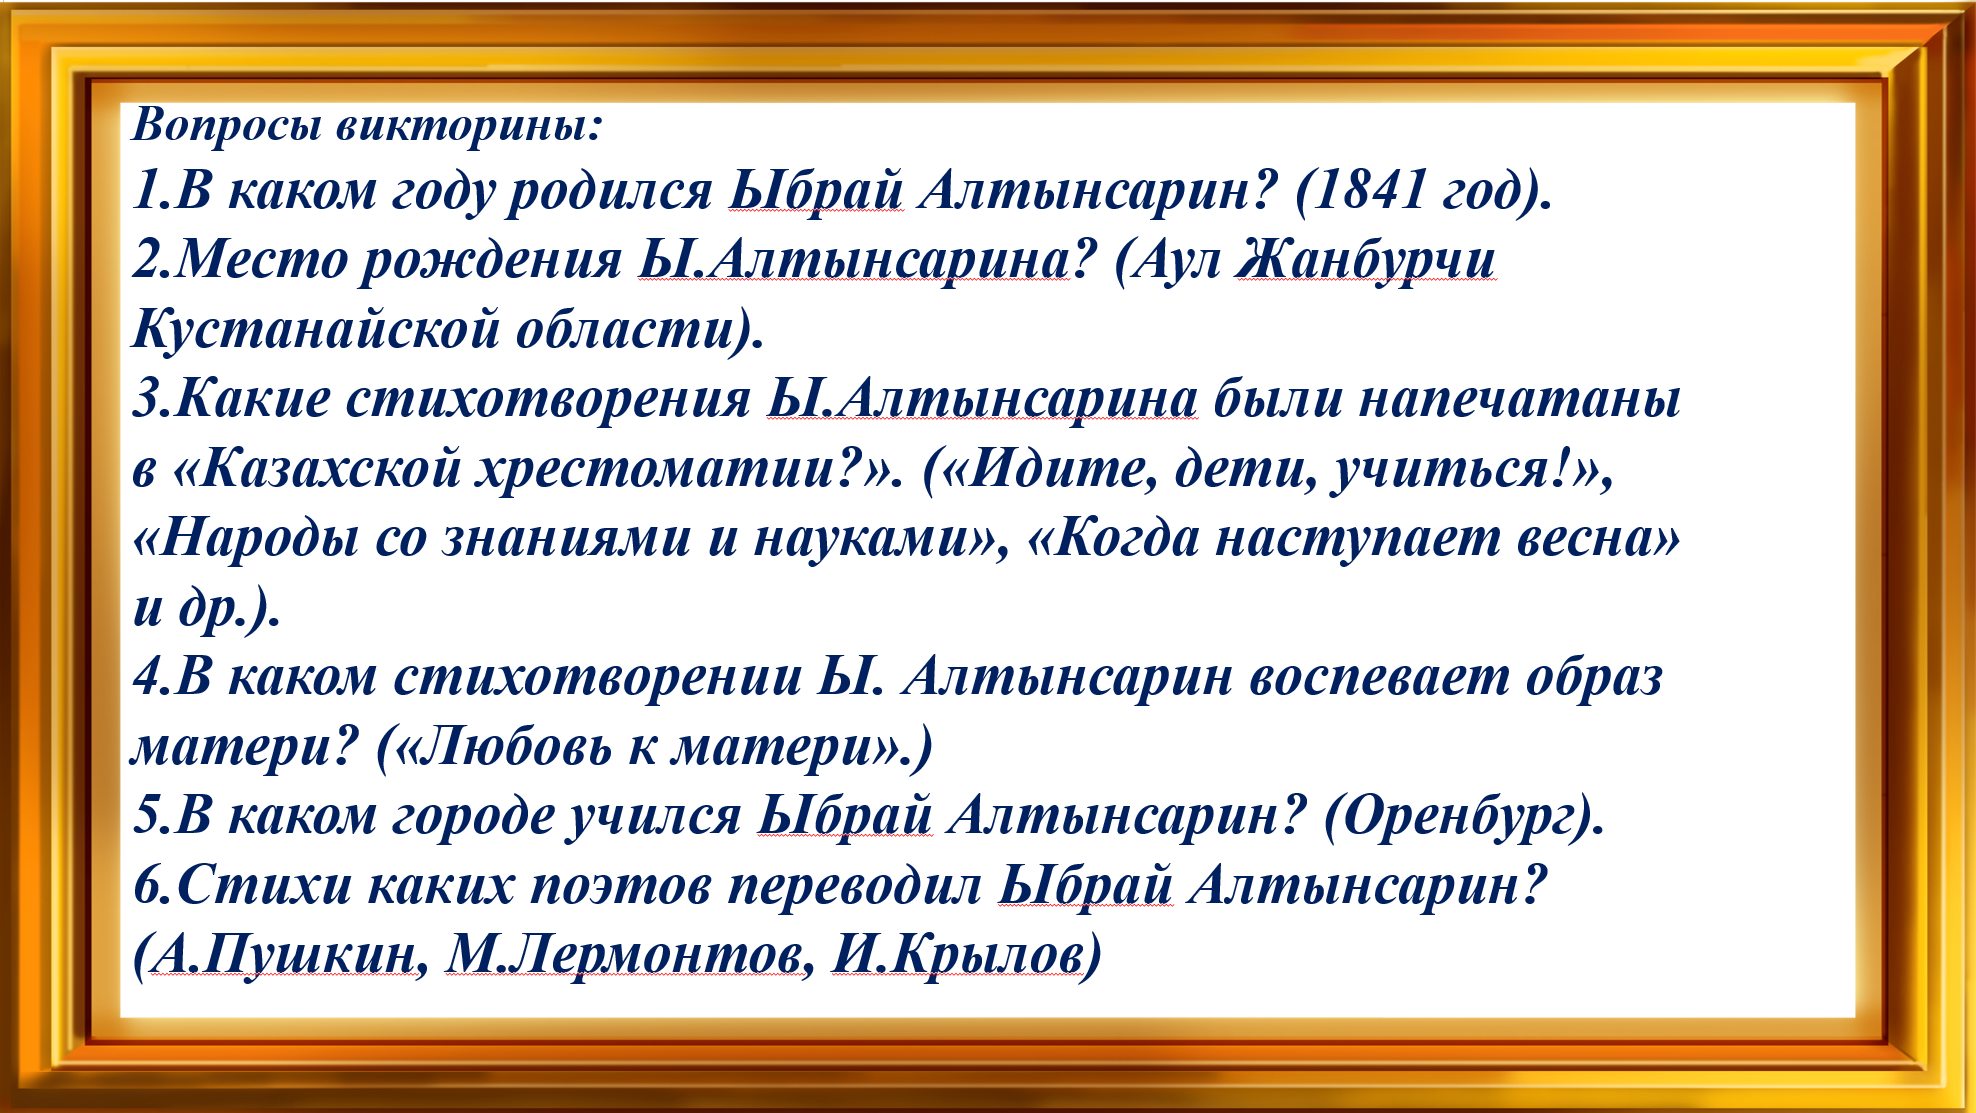 Вопросы викторины:
1.В каком году родился Ыбрай Алтынсарин? (1841 год).
2.Место рождения Ы.Алтынсарина? (Аул Жанбурчи
Кустанайской области).
3.Какие стихотворения Ы.Алтынсарина были напечатаны
в «Казахской хрестоматии?». («Идите, дети, учиться!»,
«Народы со знаниями и науками», «Когда наступает весна»
и др.).
4.В каком стихотворении Ы. Алтынсарин воспевает образ
матери? («Любовь к матери».)
5.В каком городе учился Ыбрай Алтынсарин? (Оренбург).
6.Стихи каких поэтов переводил Ыбрай Алтынсарин?
(А.Пушкин, М.Лермонтов, И.Крылов)